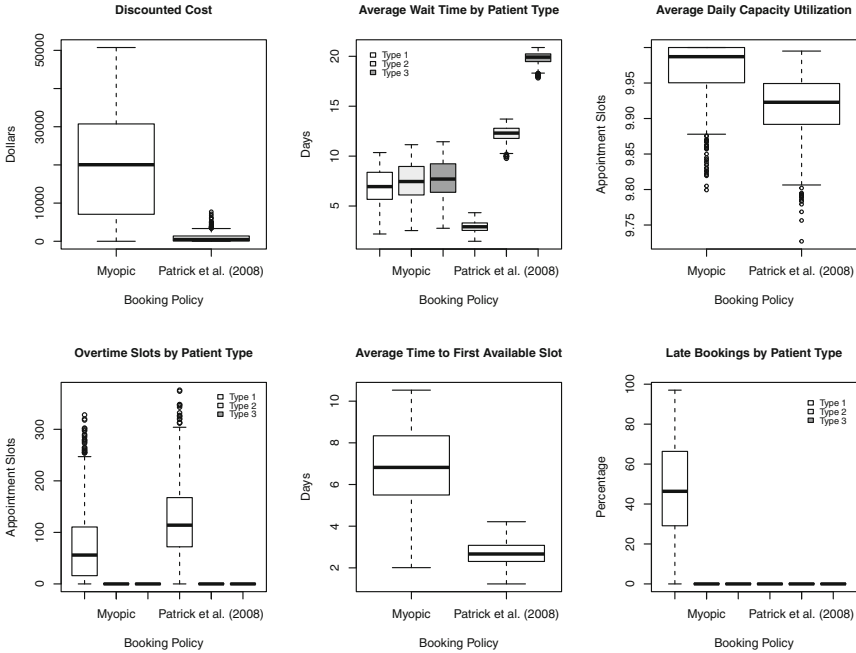 Discounted Cost
Dollars
0
10000
30000
50000
Myopic
Patrick et al. (2008)
Booking Policy
Average Wait Time by Patient Type
Type 1
Type 2
Type 3
Days
5
10
15
20
Myopic
Patrick et al. (2008)
Booking Policy
Average Daily Capacity Utilization
Appointment Slots
9.75
9.80
9.85
9.90
9.95
Myopic
Patrick et al. (2008)
Booking Policy
Overtime Slots by Patient Type
Type 1
Type 2
Type 3
Appointment Slots
0
100
200
300
Myopic
Patrick et al. (2008)
Booking Policy
Average Time to First Available Slot
Days
2
4
6
8
10
Myopic
Patrick et al. (2008)
Booking Policy
Late Bookings by Patient Type
Type 1
Type 2
Type 3
Percentage
0
20
40
60
80
100
Myopic
Patrick et al. (2008)
Booking Policy